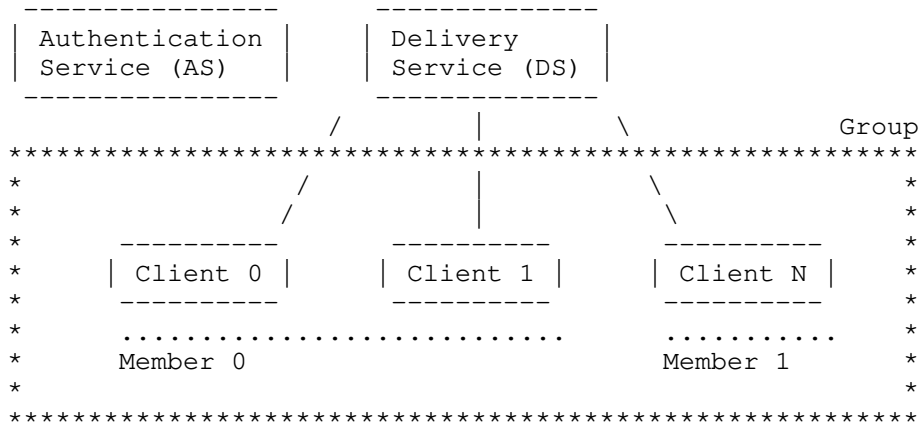 Authentication Delivery
Service (AS) Service (DS)
Group
Client 0 Client 1 Client N
Member 0 Member 1